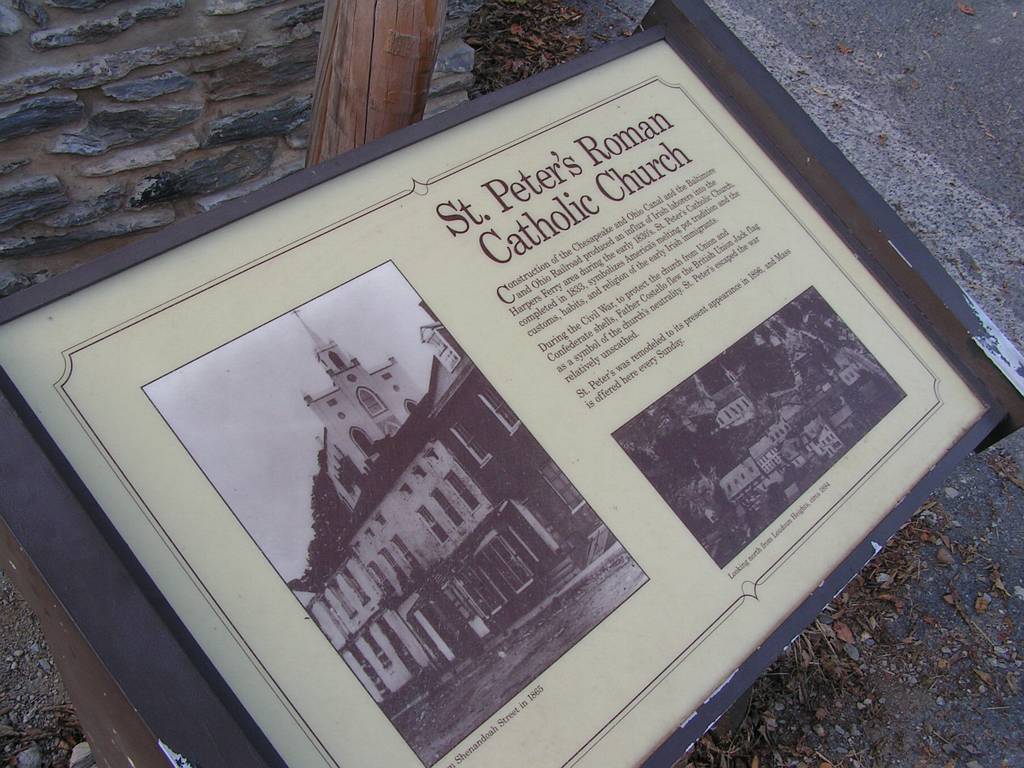 St. Peter's Roman
Catholic Church
Construction of the Chesapeake and Ohio Canal and the Baltimore
and Ohio Railroad produced an influx of Irish laborers into the
Harpers Ferry area during the early 1830's. St. Peter's Catholic Church,
completed in 1833, symbolizes America's melting pot tradition and the
customs, habits, and religion of the early Irish immigrants.
During the Civil War, to protect the church from Union and
Confederate shells, Father Costello flew the British Union Jack flag
as a symbol of the church's neutrality. St. Peter's escaped the war
relatively unscathed.
St. Peter's was remodeled to its present appearance in 1896, and Mass
is offered here every Sunday.
Shenandoah Street in 1865
Looking north from Loudoun Heights, circa